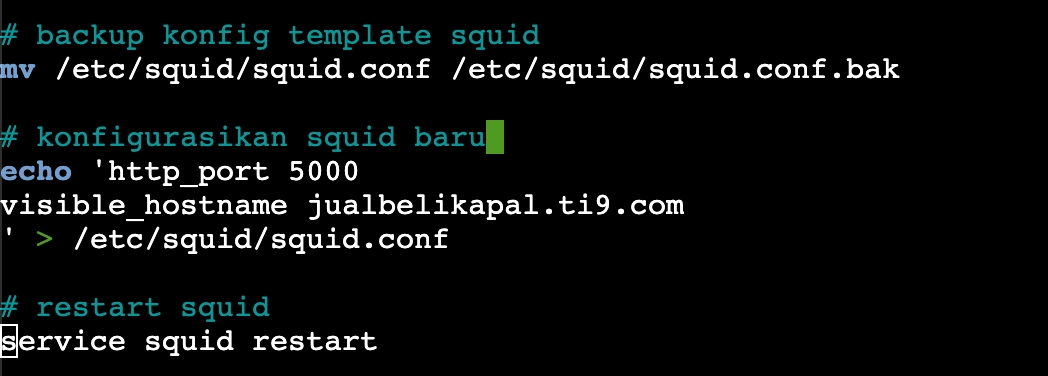 # backup konfig template squid
mv /etc/squid/squid.conf /etc/squid/squid.conf.bak
# konfigurasikan squid baru
echo 'http_port 5000
visible_hostname jualbelikapal.ti9.com
' > /etc/squid/squid.conf
# restart squid
service squid restart